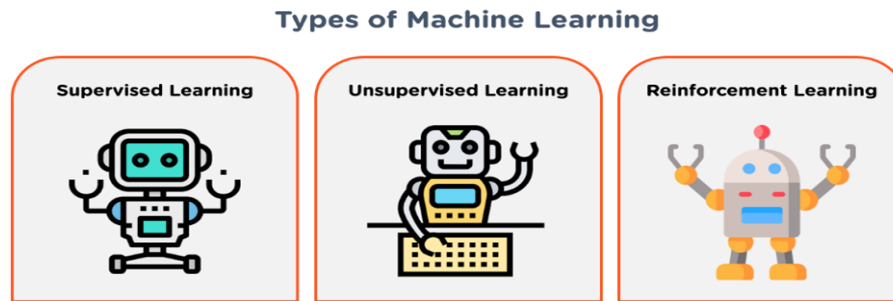 Types of Machine Learning
Supervised Learning
Unsupervised Learning
Reinforcement Learning